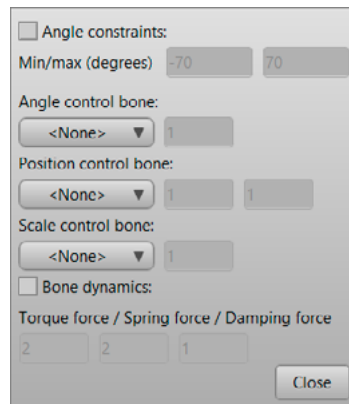 Angle constraints:
Min/max (degrees) -70 70
Angle control bone:
<None> 1
Position control bone:
<None> 1 1
Scale control bone:
<None> 1
Bone dynamics:
Torque force / Spring force / Damping force
2 2 1
Close